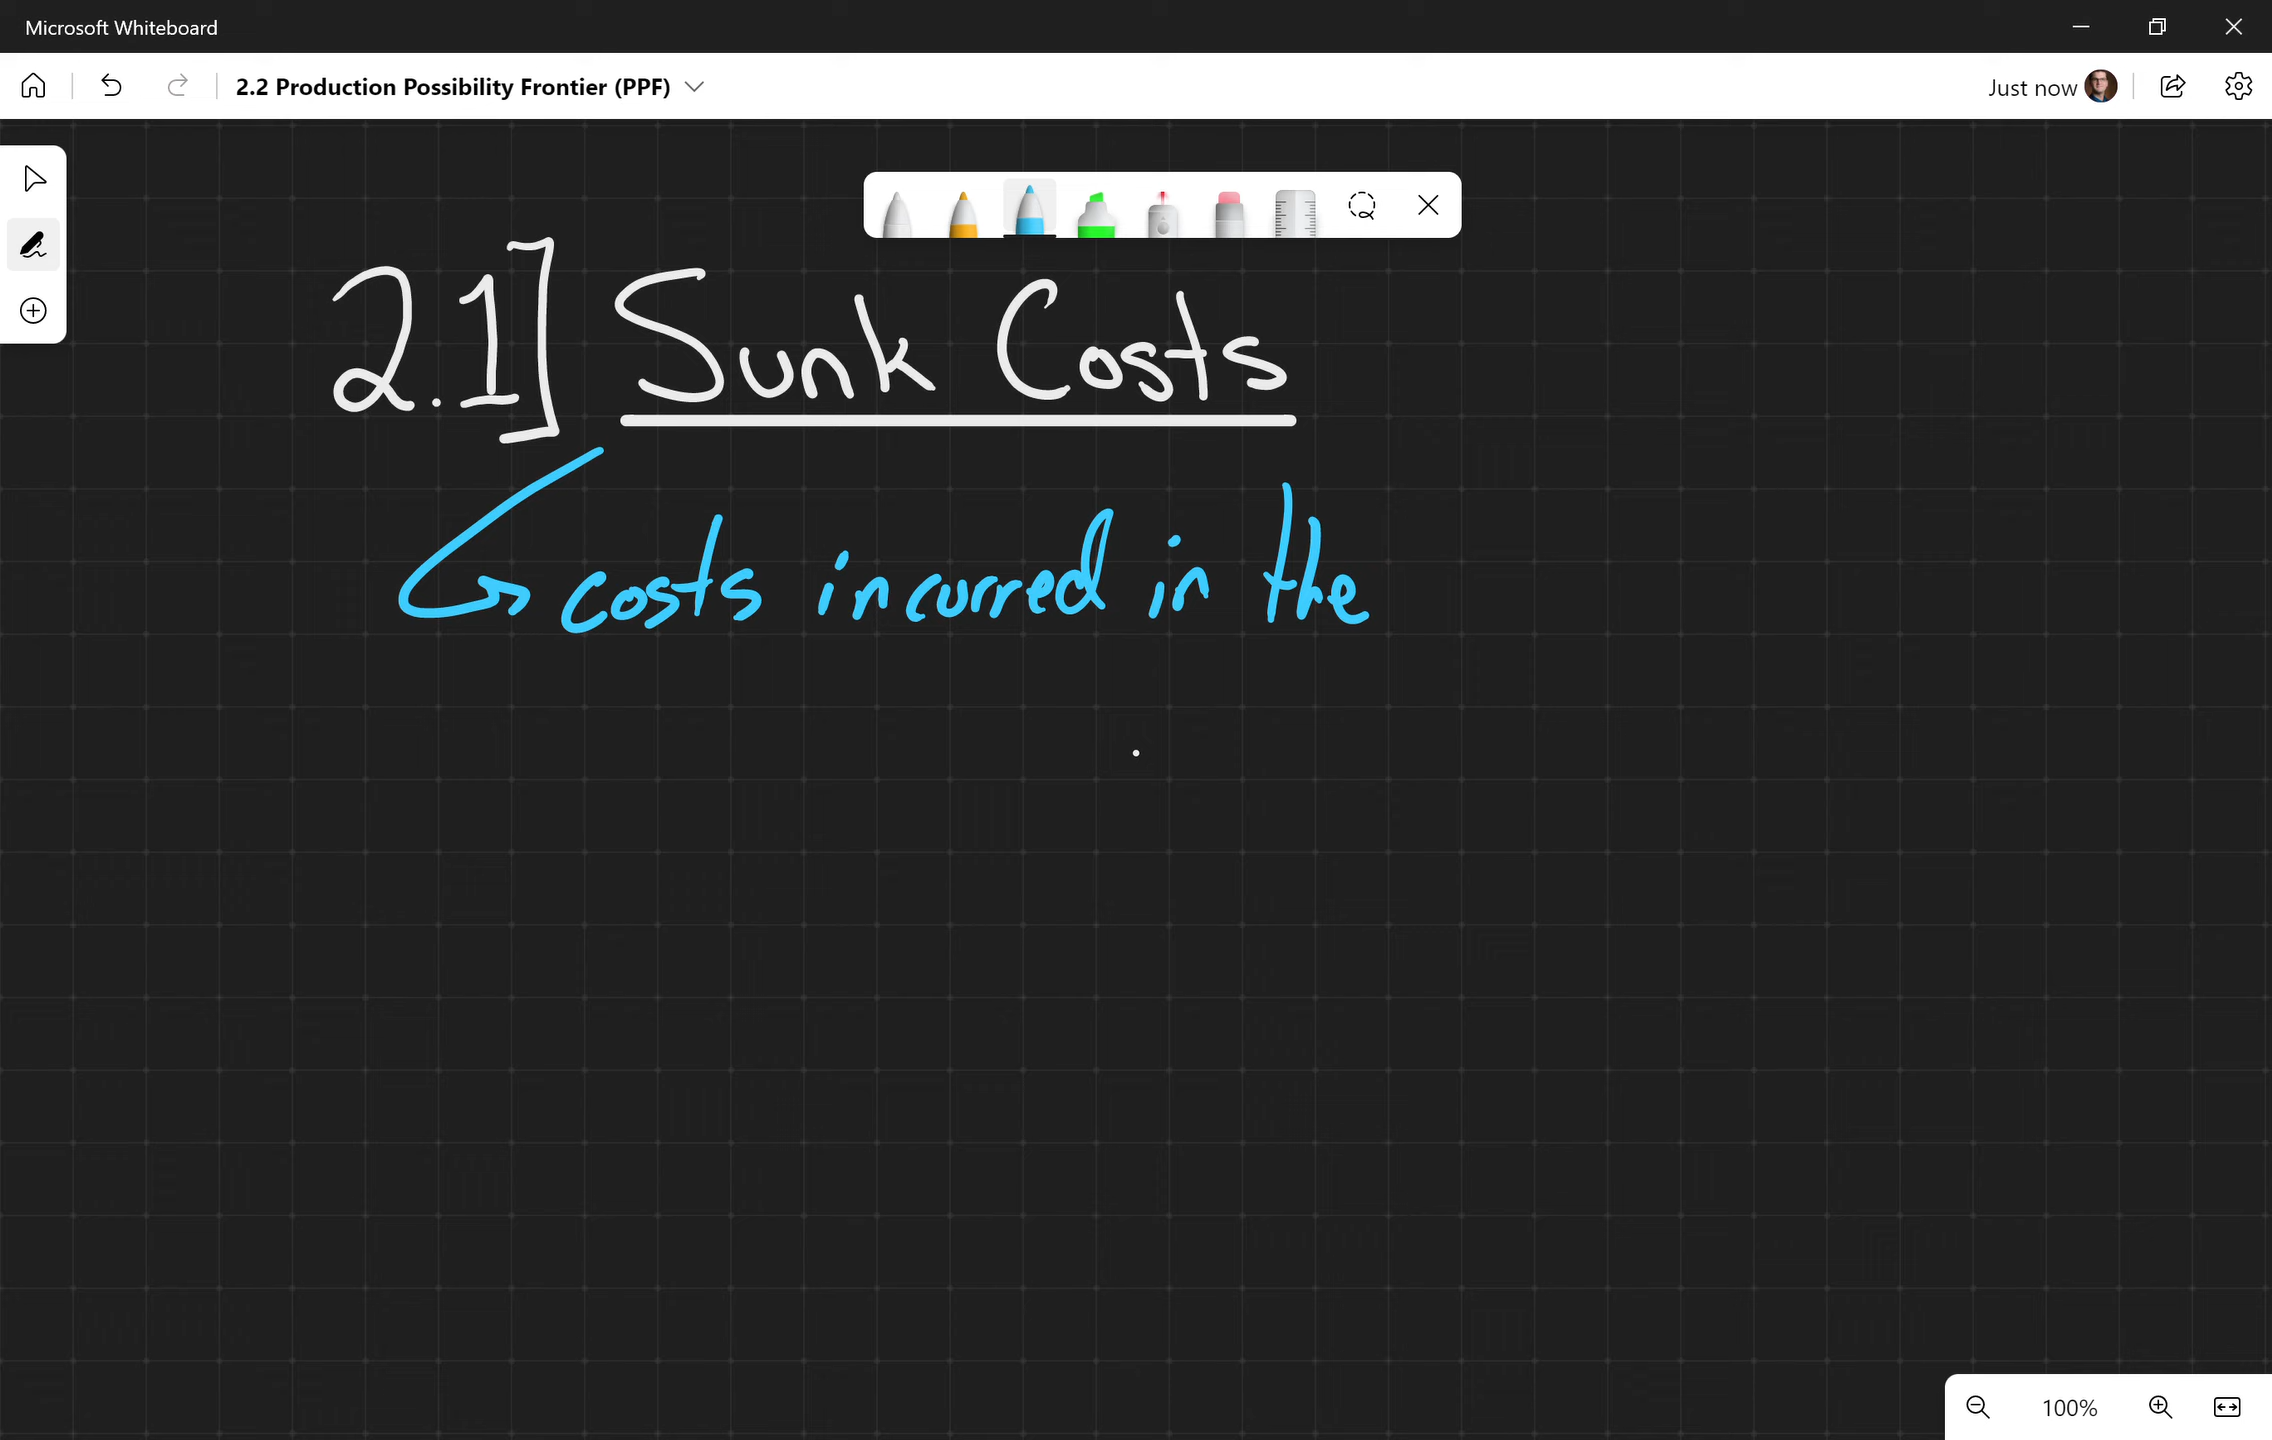 Microsoft Whiteboard
2.2 Production Possibility Frontier (PPF)
Just now
2.1] Sunk Costs
costs incurred in the
100%